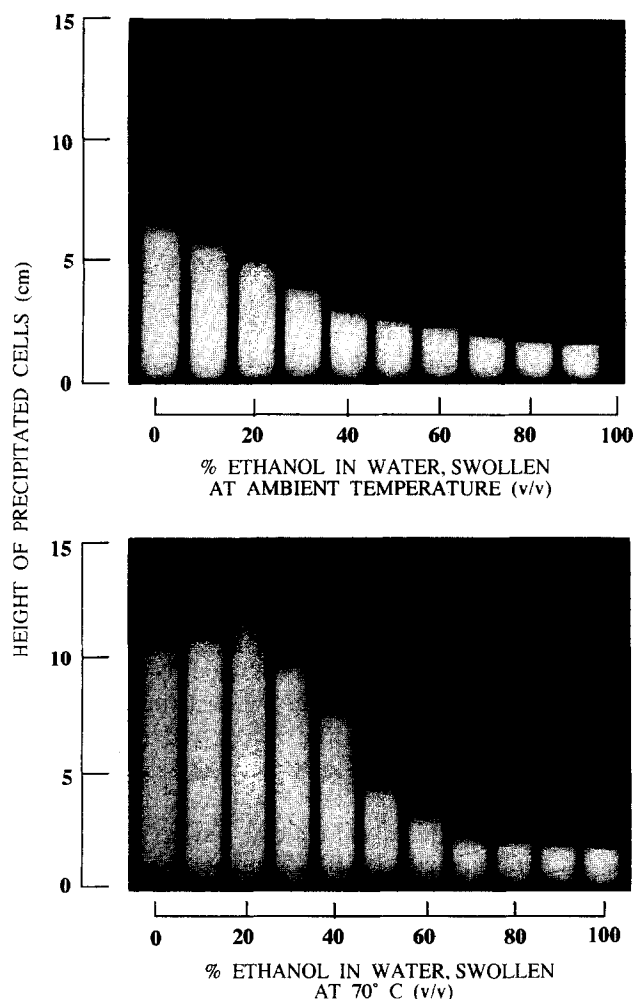 HEIGHT OF PRECIPITATED CELLS (cm)
15
10
5
0
0 20 40 60 80 100
% ETHANOL IN WATER, SWOLLEN
AT AMBIENT TEMPERATURE (v/v)
15
10
5
0
0 20 40 60 80 100
% ETHANOL IN WATER, SWOLLEN
AT 70° C (v/v)